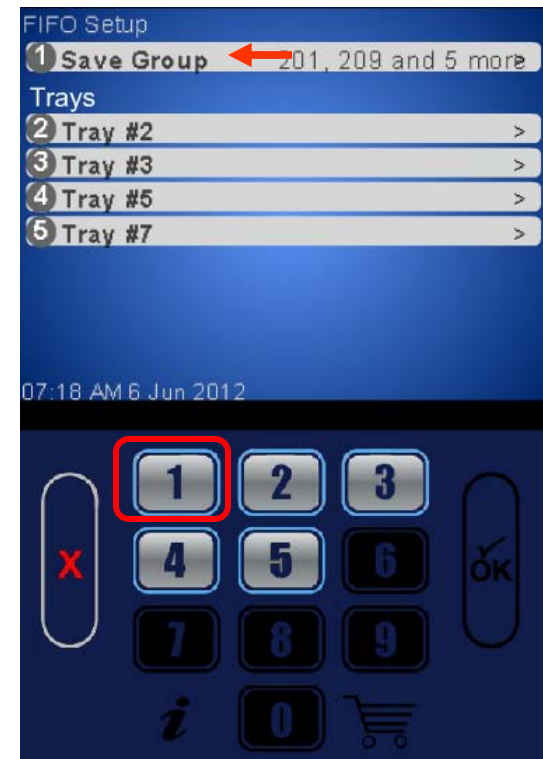 FIFO Setup
1 Save Group 201, 209 and 5 more >
Trays
2 Tray #2 >
3 Tray #3 >
4 Tray #5 >
5 Tray #7 >
07:18 AM 6 Jun 2012
1 2 3
X 4 5 6 OK
7 8 9
i 0